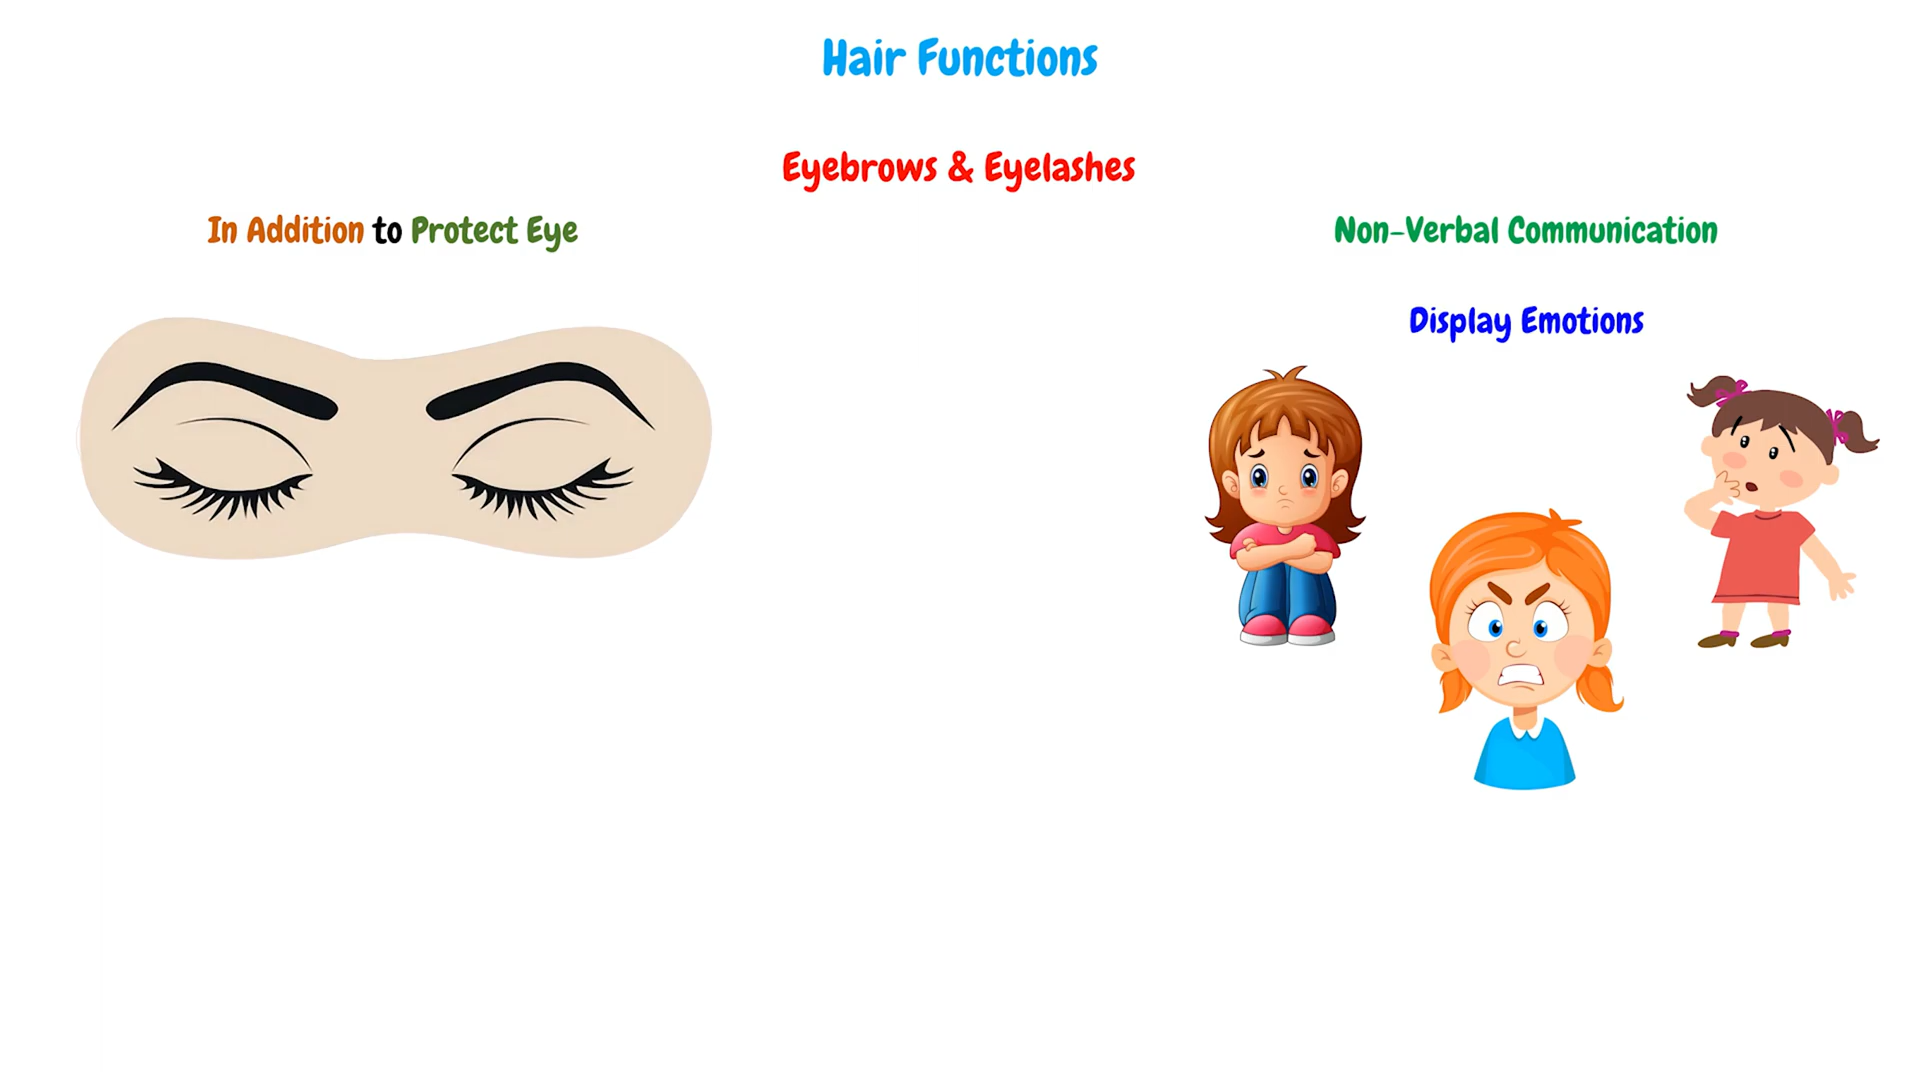 Hair Functions
Eyebrows & Eyelashes
In Addition to Protect Eye
Non-Verbal Communication
Display Emotions